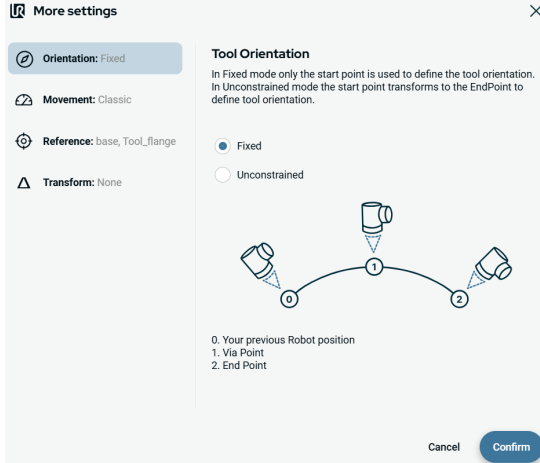 UR More settings
Orientation: Fixed
Movement: Classic
Reference: base, Tool_flange
Transform: None
Tool Orientation
In Fixed mode only the start point is used to define the tool orientation.
In Unconstrained mode the start point transforms to the EndPoint to
define tool orientation.
Fixed
Unconstrained
1
0
2
0. Your previous Robot position
1. Via Point
2. End Point
Cancel
Confirm